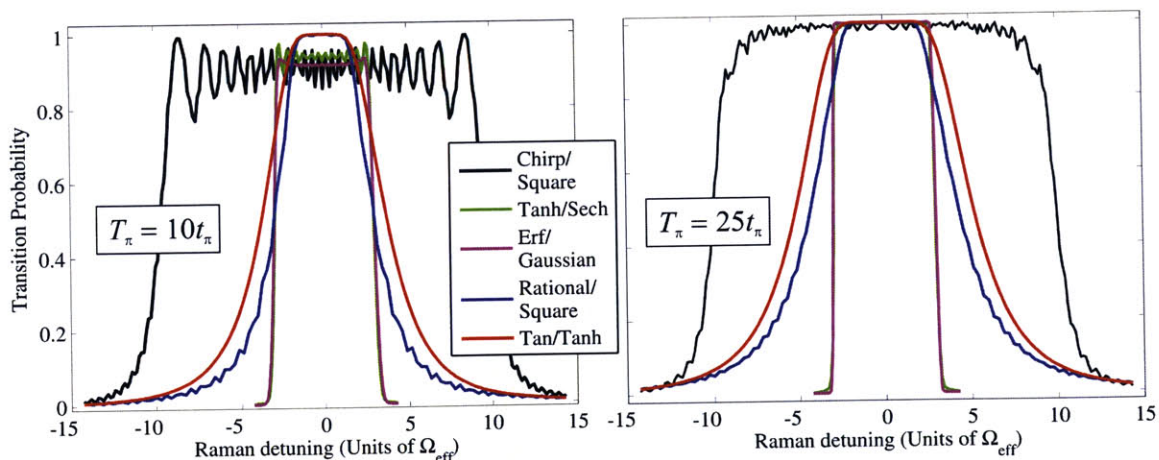 1
0.8
0.6
0.4
0.2
0
Transition Probability
T_π = 10t_π
Chirp/
Square
Tanh/Sech
Erf/
Gaussian
Rational/
Square
Tan/Tanh
-15
-10
-5
0
5
10
15
Raman detuning (Units of Ω_eff)
T_π = 25t_π
-10
-5
0
5
10
15
Raman detuning (Units of Ω_eff)